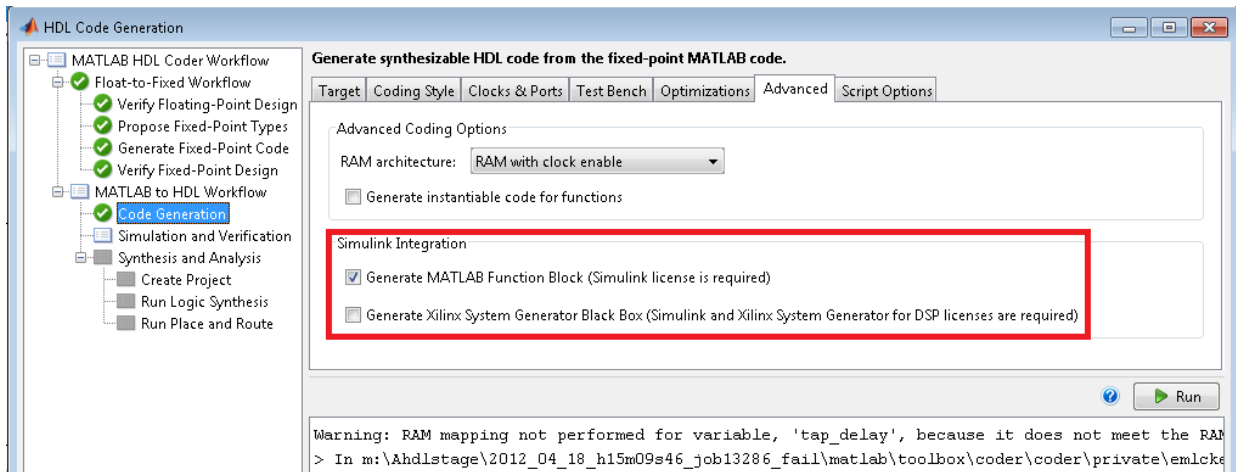 HDL Code Generation
MATLAB HDL Coder Workflow
Float-to-Fixed Workflow
Verify Floating-Point Design
Propose Fixed-Point Types
Generate Fixed-Point Code
Verify Fixed-Point Design
MATLAB to HDL Workflow
Code Generation
Simulation and Verification
Synthesis and Analysis
Create Project
Run Logic Synthesis
Run Place and Route
Generate synthesizable HDL code from the fixed-point MATLAB code.
Target Coding Style Clocks & Ports Test Bench Optimizations Advanced Script Options
Advanced Coding Options
RAM architecture: RAM with clock enable
Generate instantiable code for functions
Simulink Integration
Generate MATLAB Function Block (Simulink license is required)
Generate Xilinx System Generator Black Box (Simulink and Xilinx System Generator for DSP licenses are required)
Run
Warning: RAM mapping not performed for variable, 'tap_delay', because it does not meet the RAM
> In m:\Ahdlstage\2012_04_18_h15m09s46_job13286_fail\matlab\toolbox\coder\coder\private\emlcke